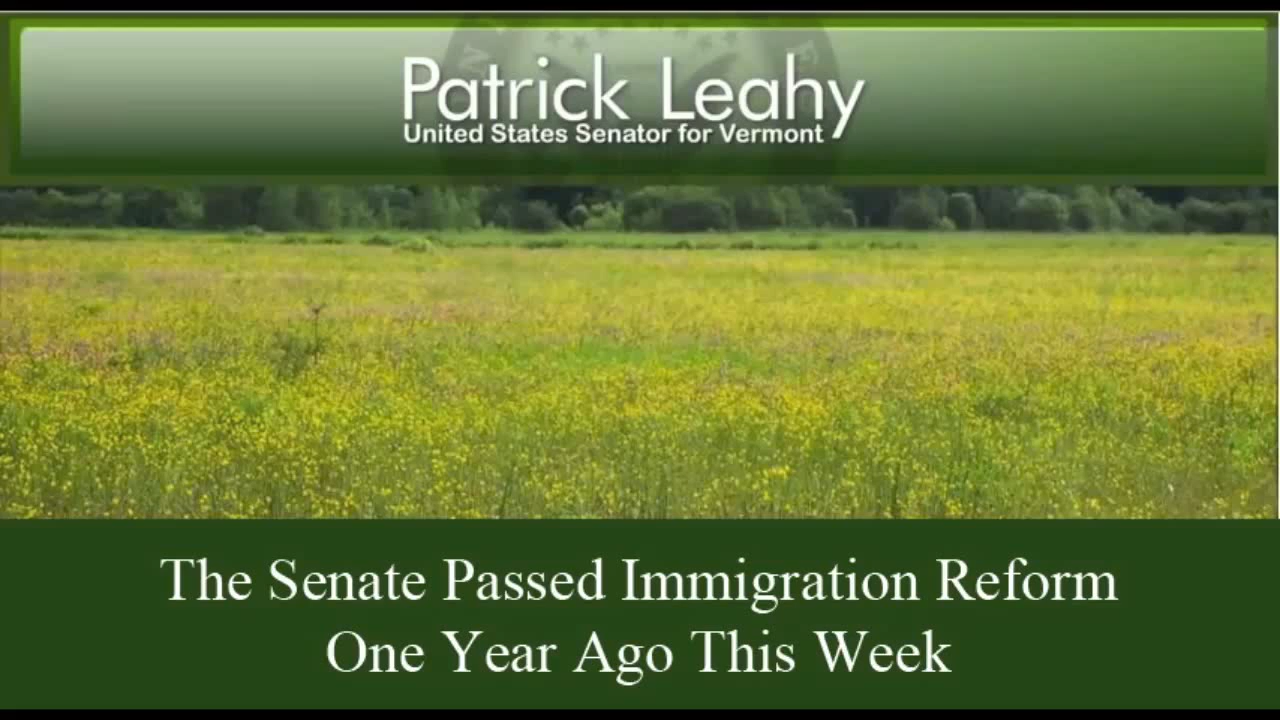 Patrick Leahy
United States Senator for Vermont
The Senate Passed Immigration Reform
One Year Ago This Week